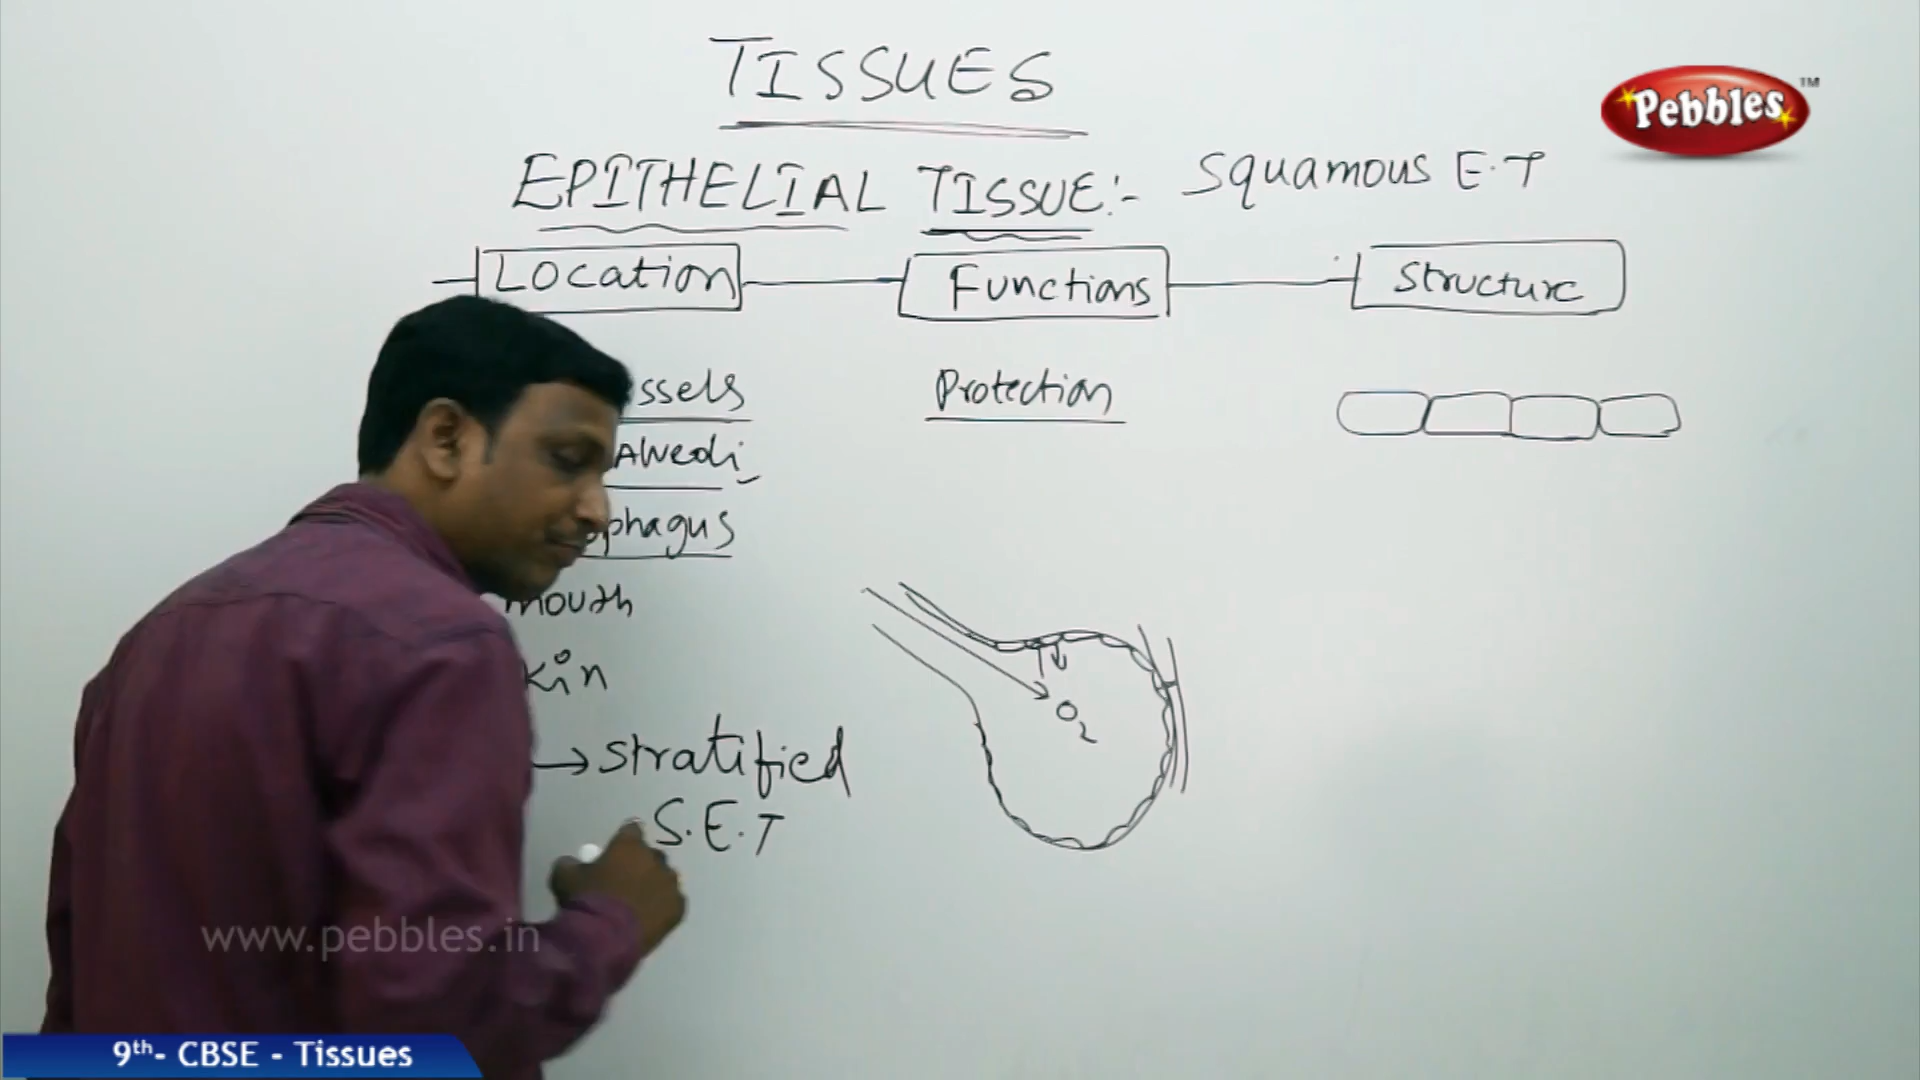 TISSUES
Pebbles™
EPITHELIAL TISSUE:- Squamous E.T
Location Functions Structure
ssels Protection
Alveoli
phagus
mouth
kin
O2
→ stratified
S.E.T
www.pebbles.in
9th- CBSE - Tissues